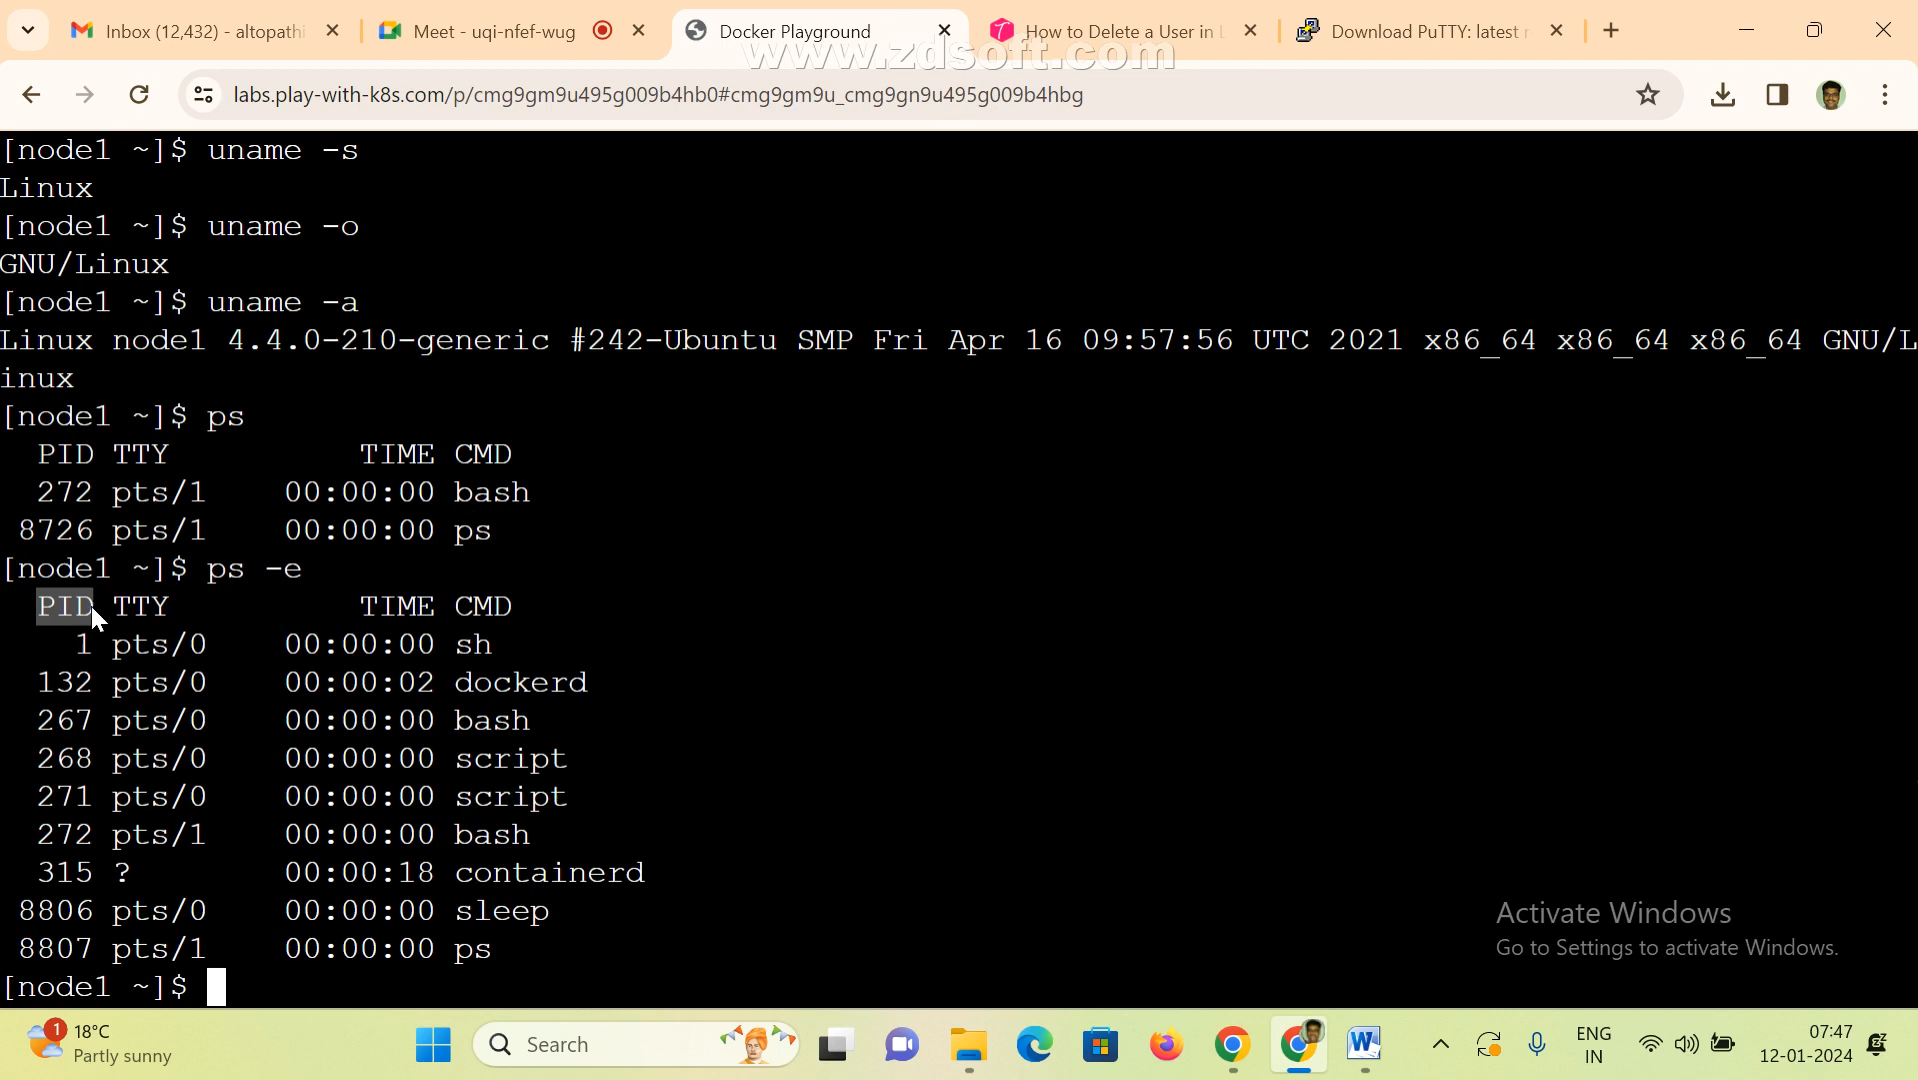 Inbox (12,432) - altopathi
Meet - uqi-nfef-wug
Docker Playground
How to Delete a User in L
Download PuTTY: latest r
www.zdsoft.com
labs.play-with-k8s.com/p/cmg9gm9u495g009b4hb0#cmg9gm9u_cmg9gn9u495g009b4hbg
[node1 ~]$ uname -s
Linux
[node1 ~]$ uname -o
GNU/Linux
[node1 ~]$ uname -a
Linux node1 4.4.0-210-generic #242-Ubuntu SMP Fri Apr 16 09:57:56 UTC 2021 x86_64 x86_64 x86_64 GNU/L
inux
[node1 ~]$ ps
PID TTY TIME CMD
272 pts/1 00:00:00 bash
8726 pts/1 00:00:00 ps
[node1 ~]$ ps -e
PID TTY TIME CMD
1 pts/0 00:00:00 sh
132 pts/0 00:00:02 dockerd
267 pts/0 00:00:00 bash
268 pts/0 00:00:00 script
271 pts/0 00:00:00 script
272 pts/1 00:00:00 bash
315 ? 00:00:18 containerd
8806 pts/0 00:00:00 sleep
8807 pts/1 00:00:00 ps
[node1 ~]$
Activate Windows
Go to Settings to activate Windows.
1
18°C
Partly sunny
Search
W
ENG
IN
07:47
12-01-2024